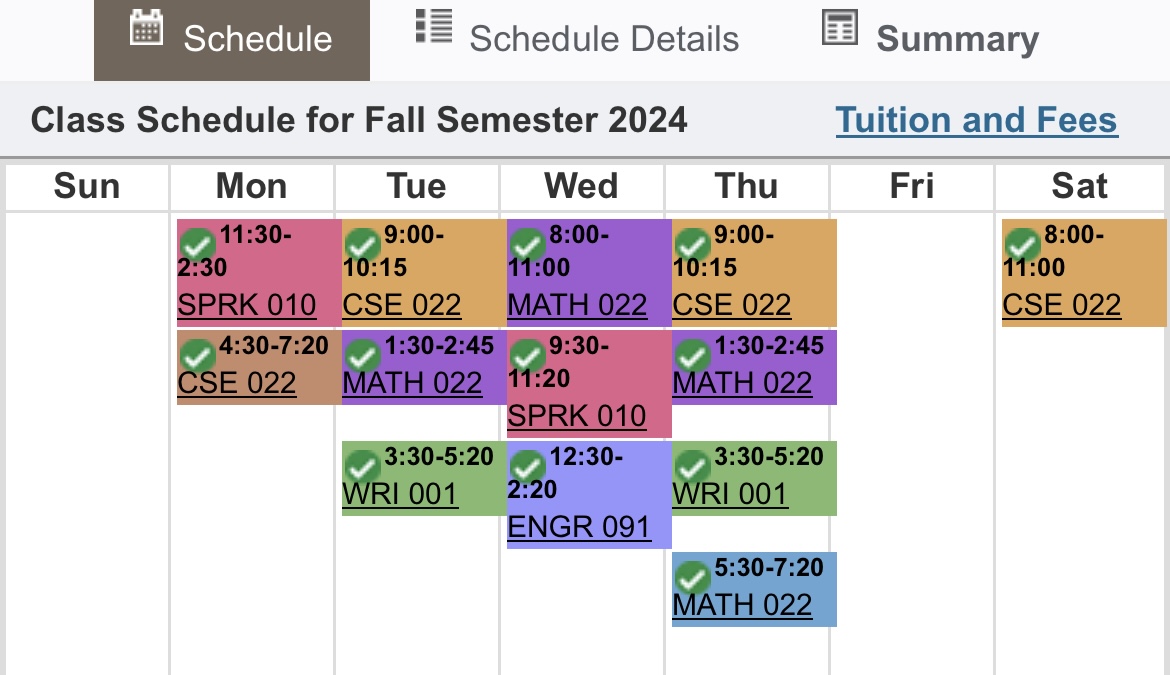 Schedule
Schedule Details
Summary
Class Schedule for Fall Semester 2024
Tuition and Fees
Sun Mon Tue Wed Thu Fri Sat
11:30-
2:30
SPRK 010
4:30-7:20
CSE 022
9:00-
10:15
CSE 022
1:30-2:45
MATH 022
3:30-5:20
WRI 001
8:00-
11:00
MATH 022
9:30-
11:20
SPRK 010
12:30-
2:20
ENGR 091
9:00-
10:15
CSE 022
1:30-2:45
MATH 022
3:30-5:20
WRI 001
5:30-7:20
MATH 022
8:00-
11:00
CSE 022